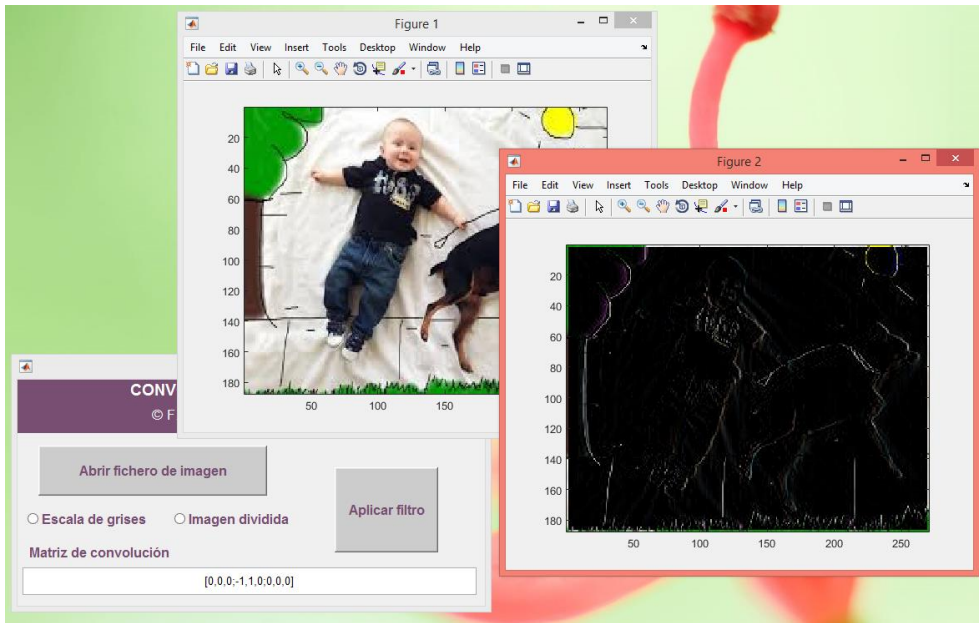 Figure 1
File Edit View Insert Tools Desktop Window Help
20
40
60
80
100
120
140
160
180
50 100 150
Figure 2
File Edit View Insert Tools Desktop Window Help
20
40
60
80
100
120
140
160
180
50 100 150 200 250
CONV
© F
Abrir fichero de imagen
Escala de grises Imagen dividida
Aplicar filtro
Matriz de convolución
[0,0,0;-1,1,0;0,0,0]